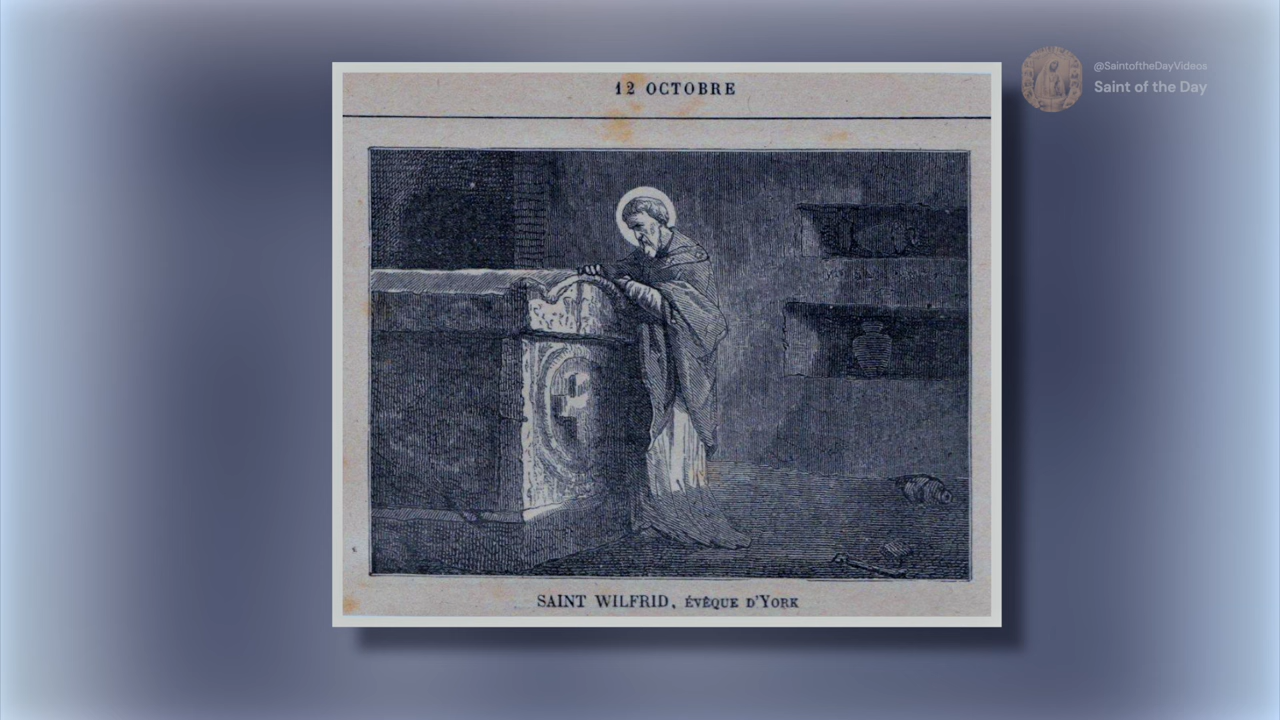 12 OCTOBRE
@SaintoftheDayVideos
Saint of the Day
SAINT WILFRID, ÉVÊQUE D'YORK